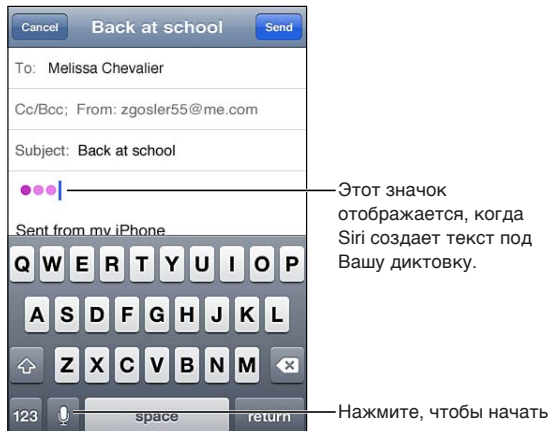 Cancel Back at school Send
To: Melissa Chevalier
Cc/Bcc; From: zgosler55@me.com
Subject: Back at school
Этот значок
отображается, когда
Siri создает текст под
Вашу диктовку.
Sent from my iPhone
Q W E R T Y U I O P
A S D F G H J K L
Z X C V B N M
123 space return
Нажмите, чтобы начать